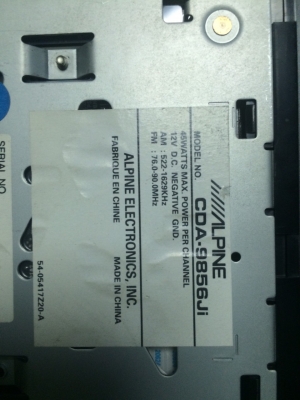 ALPINE
MODEL NO. CDA-9856Ji
45WATTS MAX. POWER PER CHANNEL
12V D.C. NEGATIVE GND.
AM : 522-1629KHz
FM : 76.0-90.0MHz
ALPINE ELECTRONICS, INC.
FABRIQUE EN CHINE MADE IN CHINA
54-05417Z20-A
SERIAL NO.